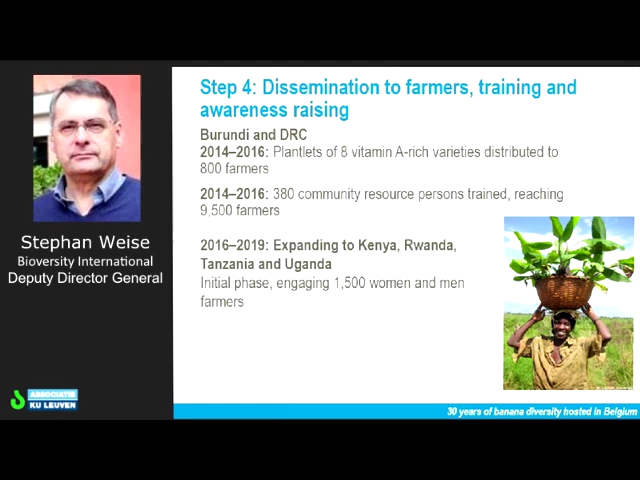 Step 4: Dissemination to farmers, training and
awareness raising
Burundi and DRC
2014–2016: Plantlets of 8 vitamin A-rich varieties distributed to
800 farmers
2014–2016: 380 community resource persons trained, reaching
9,500 farmers
2016–2019: Expanding to Kenya, Rwanda,
Tanzania and Uganda
Initial phase, engaging 1,500 women and men
farmers
Stephan Weise
Bioversity International
Deputy Director General
ASSOCIATIE
KU LEUVEN
30 years of banana diversity hosted in Belgium